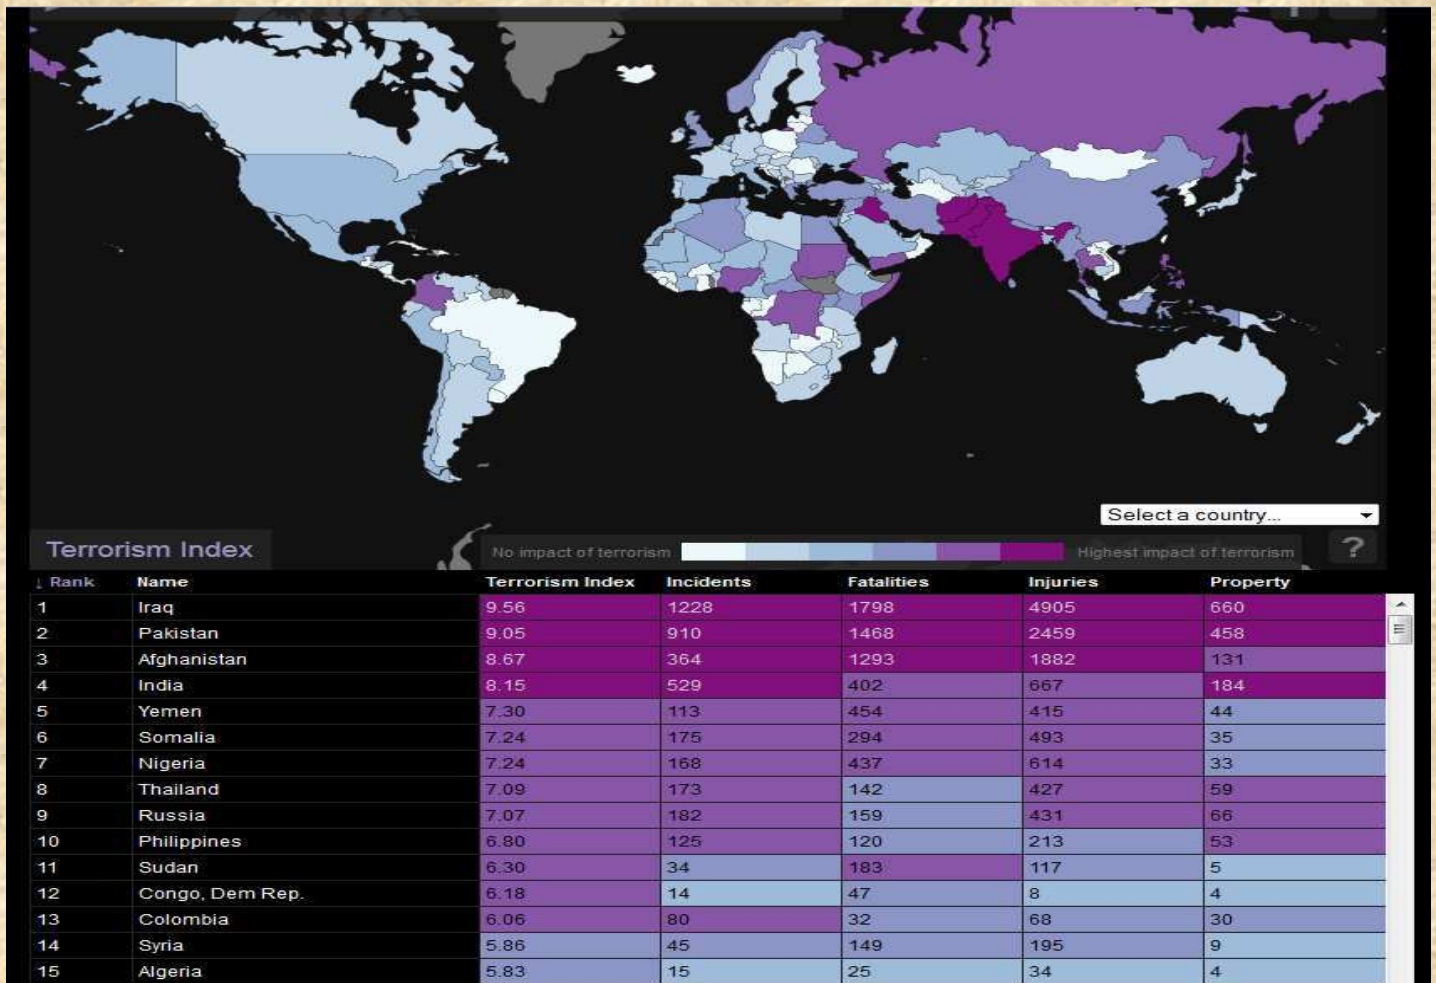 Select a country...
Terrorism Index
No impact of terrorism Highest impact of terrorism ?
↓ Rank Name Terrorism Index Incidents Fatalities Injuries Property
1 Iraq 9.56 1228 1798 4905 660
2 Pakistan 9.05 910 1468 2459 458
3 Afghanistan 8.67 364 1293 1882 131
4 India 8.15 529 402 667 184
5 Yemen 7.30 113 454 415 44
6 Somalia 7.24 175 294 493 35
7 Nigeria 7.24 168 437 614 33
8 Thailand 7.09 173 142 427 59
9 Russia 7.07 182 159 431 66
10 Philippines 6.80 125 120 213 53
11 Sudan 6.30 34 183 117 5
12 Congo, Dem Rep. 6.18 14 47 8 4
13 Colombia 6.06 80 32 68 30
14 Syria 5.86 45 149 195 9
15 Algeria 5.83 15 25 34 4